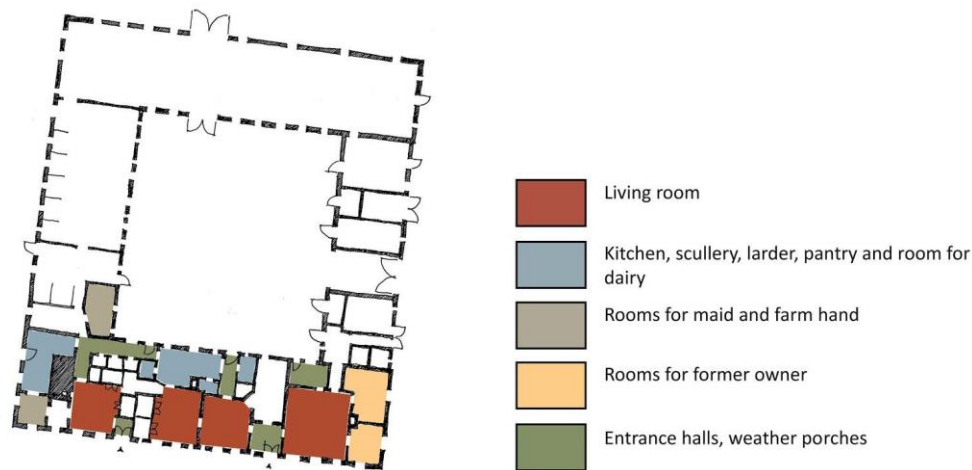 Living room
Kitchen, scullery, larder, pantry and room for
dairy
Rooms for maid and farm hand
Rooms for former owner
Entrance halls, weather porches